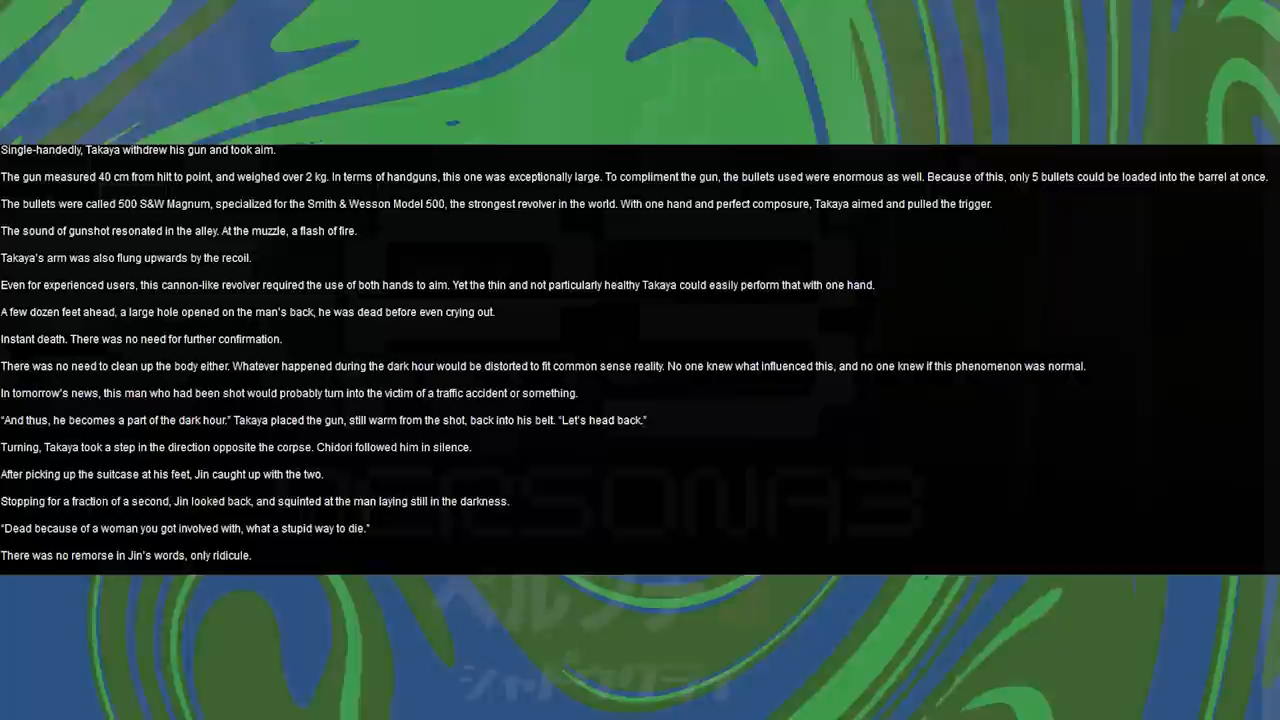 Single-handedly, Takaya withdrew his gun and took aim.
The gun measured 40 cm from hilt to point, and weighed over 2 kg. In terms of handguns, this one was exceptionally large. To compliment the gun, the bullets used were enormous as well. Because of this, only 5 bullets could be loaded into the barrel at once.
The bullets were called 500 S&W Magnum, specialized for the Smith & Wesson Model 500, the strongest revolver in the world. With one hand and perfect composure, Takaya aimed and pulled the trigger.
The sound of gunshot resonated in the alley. At the muzzle, a flash of fire.
Takaya's arm was also flung upwards by the recoil.
Even for experienced users, this cannon-like revolver required the use of both hands to aim. Yet the thin and not particularly healthy Takaya could easily perform that with one hand.
A few dozen feet ahead, a large hole opened on the man's back, he was dead before even crying out.
Instant death. There was no need for further confirmation.
There was no need to clean up the body either. Whatever happened during the dark hour would be distorted to fit common sense reality. No one knew what influenced this, and no one knew if this phenomenon was normal.
In tomorrow's news, this man who had been shot would probably turn into the victim of a traffic accident or something.
“And thus, he becomes a part of the dark hour.” Takaya placed the gun, still warm from the shot, back into his belt. “Let's head back.”
Turning, Takaya took a step in the direction opposite the corpse. Chidori followed him in silence.
After picking up the suitcase at his feet, Jin caught up with the two.
Stopping for a fraction of a second, Jin looked back, and squinted at the man laying still in the darkness.
“Dead because of a woman you got involved with, what a stupid way to die.”
There was no remorse in Jin's words, only ridicule.
P3
PERSONA3
ペルソナ3
シャドウクライ